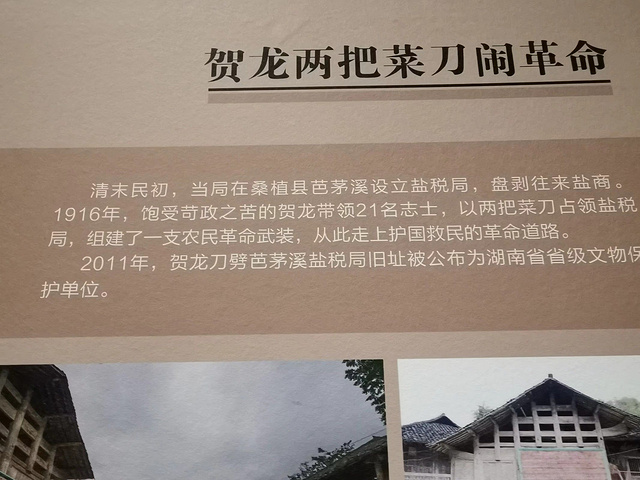 贺龙两把菜刀闹革命
清末民初，当局在桑植县芭茅溪设立盐税局，盘剥往来盐商。
1916年，饱受苛政之苦的贺龙带领21名志士，以两把菜刀占领盐税
局，组建了一支农民革命武装，从此走上护国救民的革命道路。
2011年，贺龙刀劈芭茅溪盐税局旧址被公布为湖南省省级文物保
护单位。